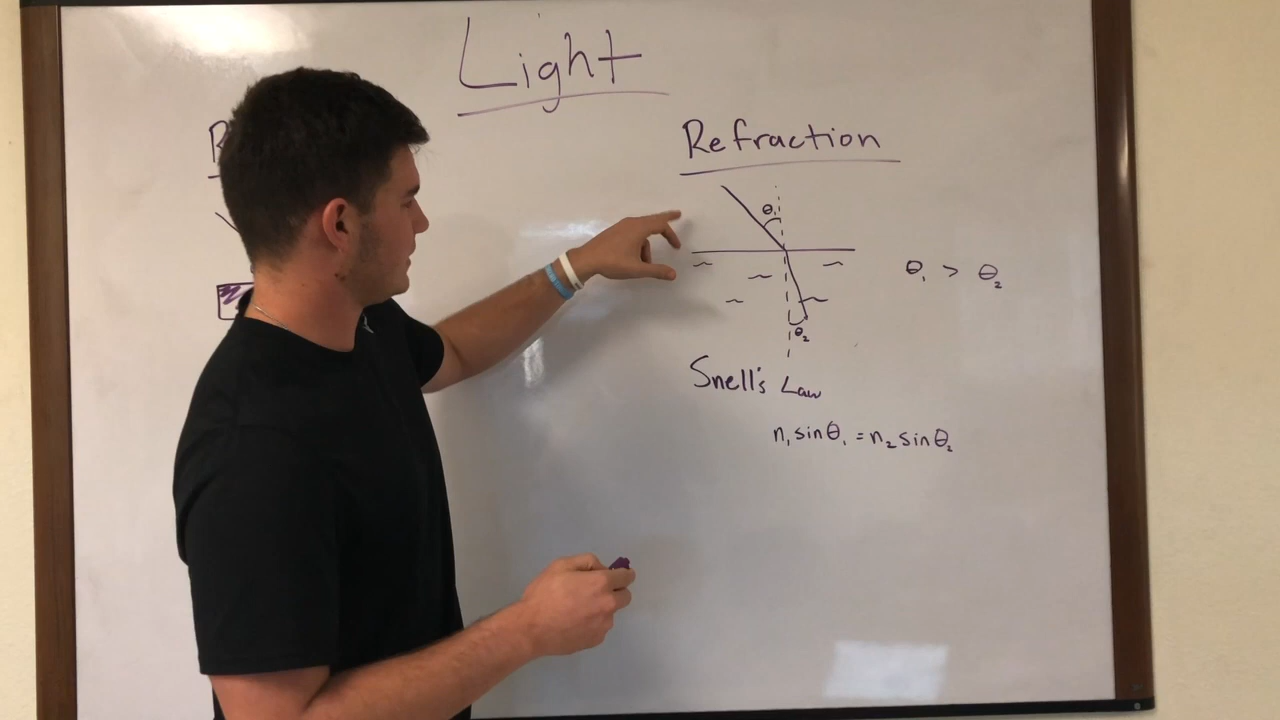 Light
Refraction
θ₁
θ₁ > θ₂
θ₂
Snell's Law
n₁ sinθ₁ = n₂ sinθ₂